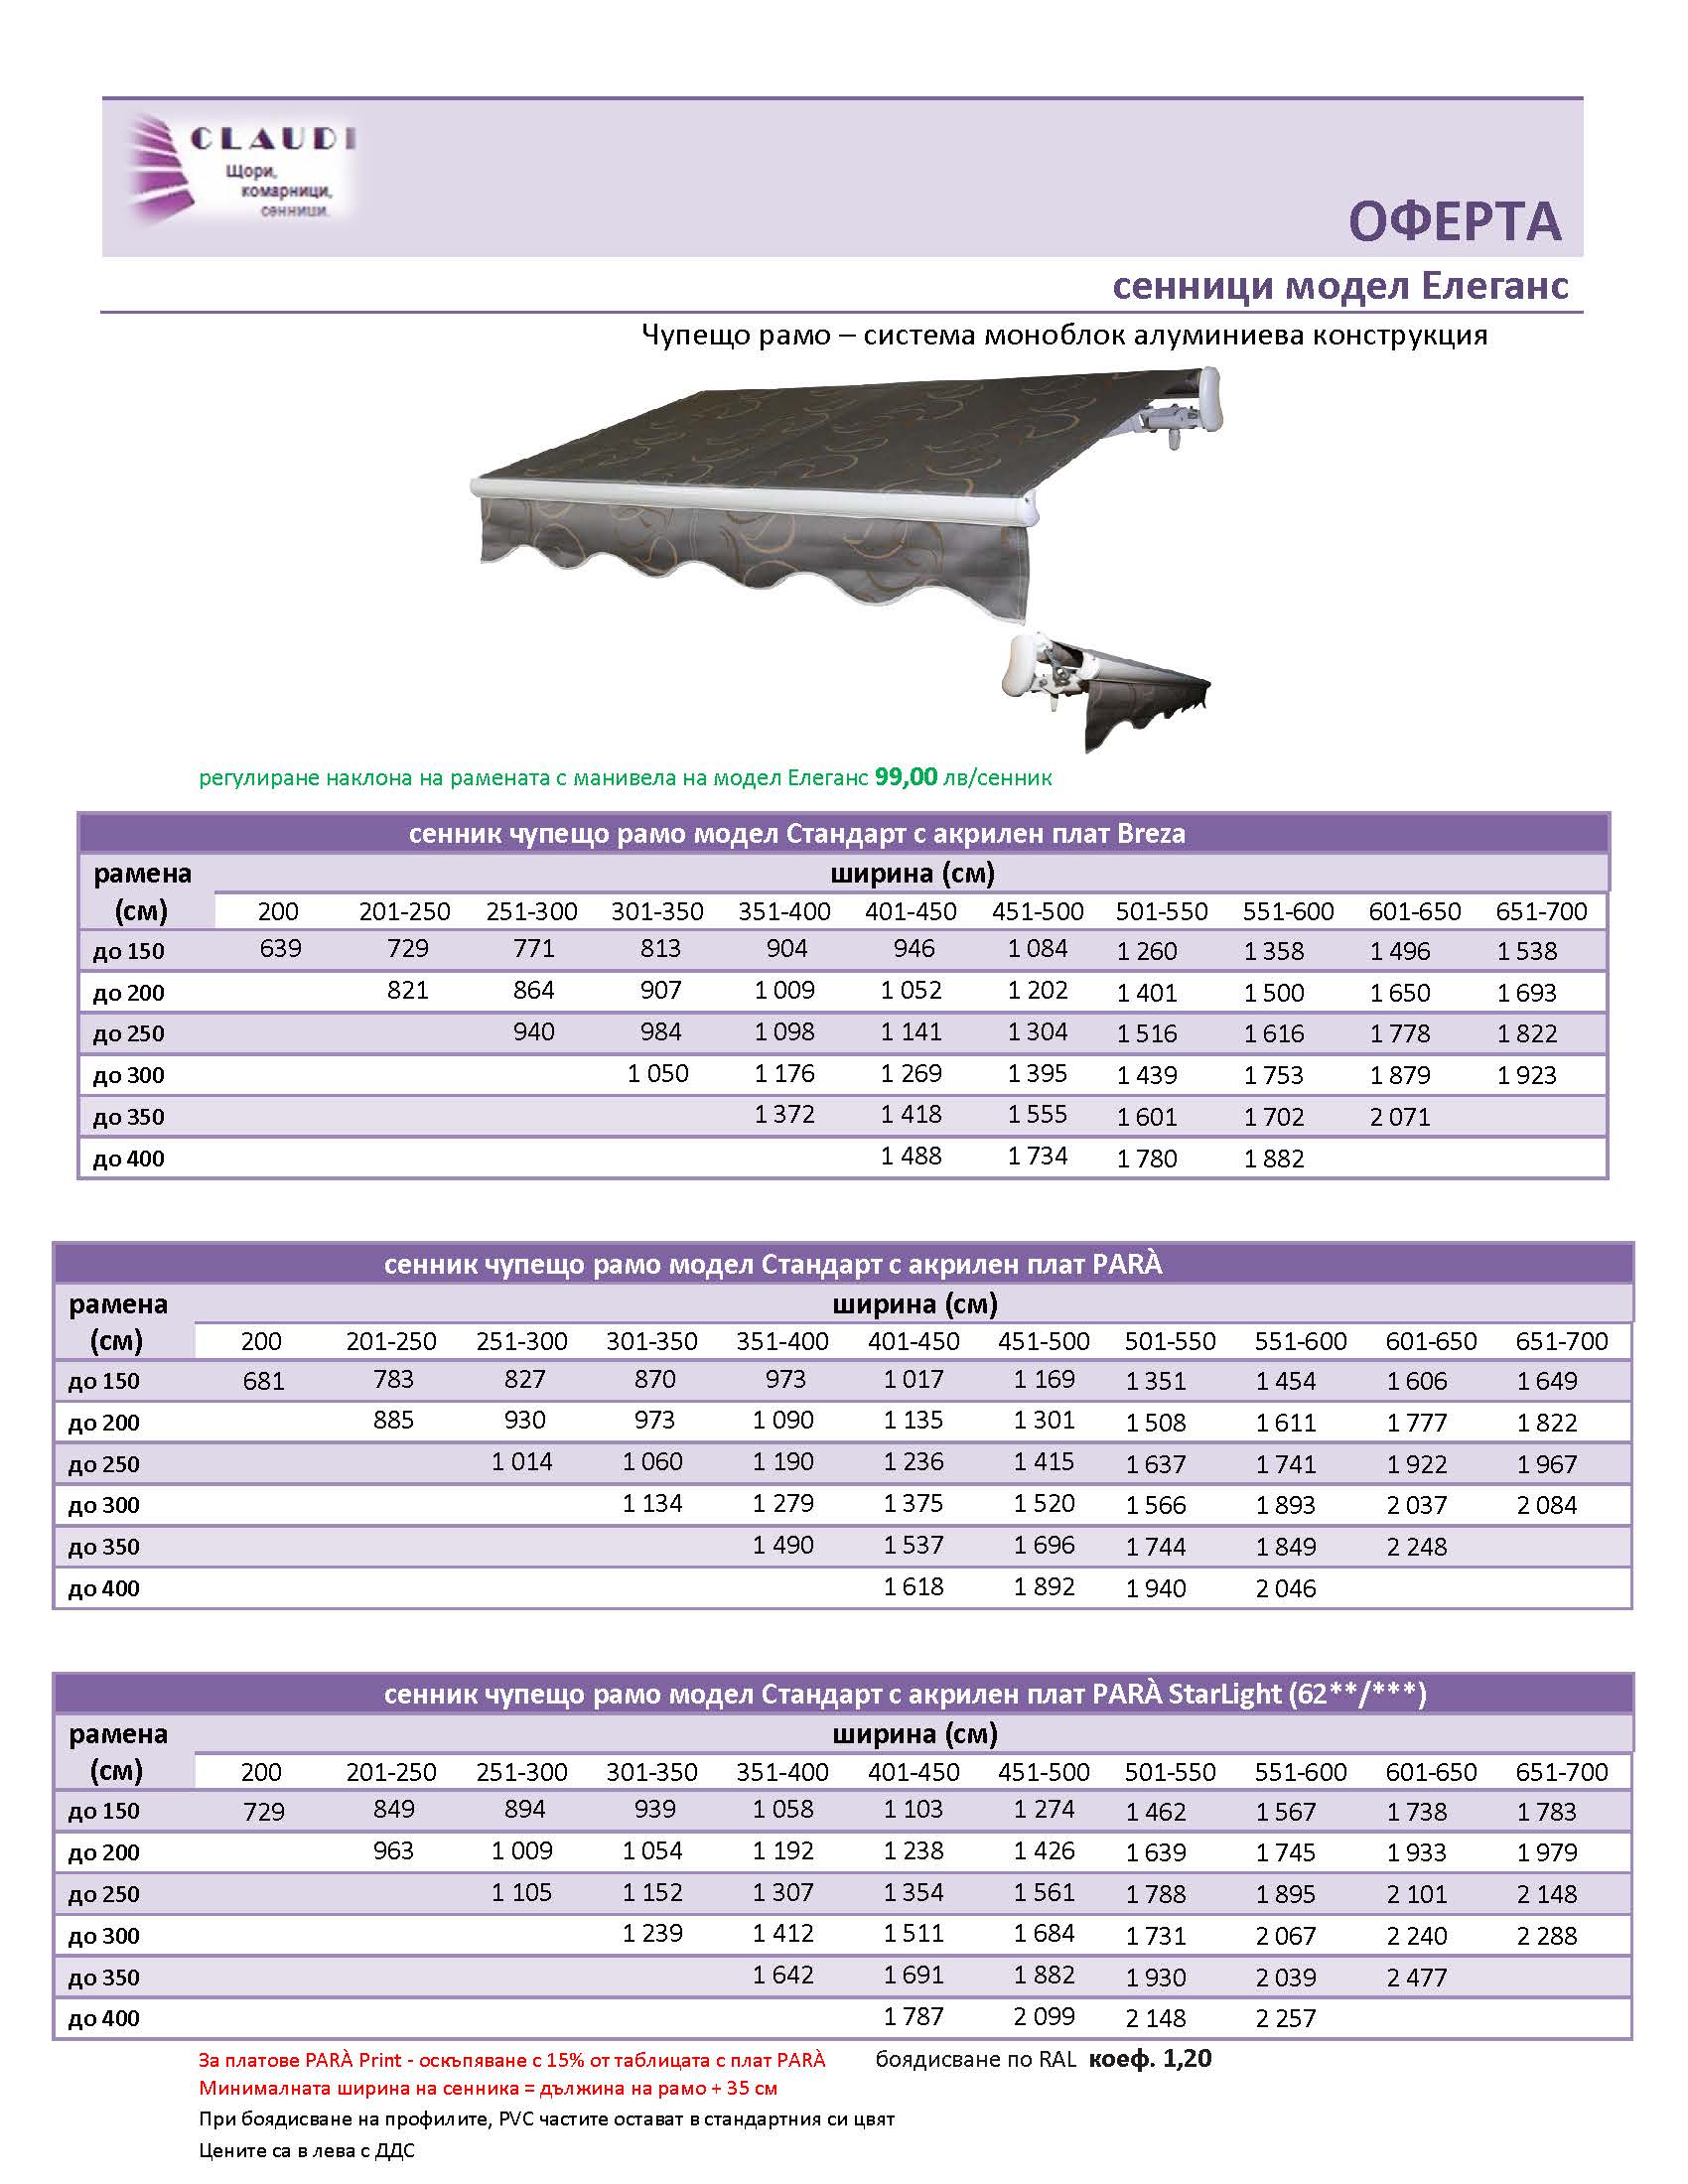 CLAUDI
Щори,
комарници,
сенници.
ОФЕРТА
сенници модел Елеганс
Чупещо рамо – система моноблок алуминиева конструкция
регулиране наклона на рамената с манивела на модел Елеганс 99,00 лв/сенник
сенник чупещо рамо модел Стандарт с акрилен плат Breza
рамена (см) ширина (см)
200 201-250 251-300 301-350 351-400 401-450 451-500 501-550 551-600 601-650 651-700
до 150 639 729 771 813 904 946 1 084 1 260 1 358 1 496 1 538
до 200 821 864 907 1 009 1 052 1 202 1 401 1 500 1 650 1 693
до 250 940 984 1 098 1 141 1 304 1 516 1 616 1 778 1 822
до 300 1 050 1 176 1 269 1 395 1 439 1 753 1 879 1 923
до 350 1 372 1 418 1 555 1 601 1 702 2 071
до 400 1 488 1 734 1 780 1 882
сенник чупещо рамо модел Стандарт с акрилен плат PARÀ
рамена (см) ширина (см)
200 201-250 251-300 301-350 351-400 401-450 451-500 501-550 551-600 601-650 651-700
до 150 681 783 827 870 973 1 017 1 169 1 351 1 454 1 606 1 649
до 200 885 930 973 1 090 1 135 1 301 1 508 1 611 1 777 1 822
до 250 1 014 1 060 1 190 1 236 1 415 1 637 1 741 1 922 1 967
до 300 1 134 1 279 1 375 1 520 1 566 1 893 2 037 2 084
до 350 1 490 1 537 1 696 1 744 1 849 2 248
до 400 1 618 1 892 1 940 2 046
сенник чупещо рамо модел Стандарт с акрилен плат PARÀ StarLight (62**/***)
рамена (см) ширина (см)
200 201-250 251-300 301-350 351-400 401-450 451-500 501-550 551-600 601-650 651-700
до 150 729 849 894 939 1 058 1 103 1 274 1 462 1 567 1 738 1 783
до 200 963 1 009 1 054 1 192 1 238 1 426 1 639 1 745 1 933 1 979
до 250 1 105 1 152 1 307 1 354 1 561 1 788 1 895 2 101 2 148
до 300 1 239 1 412 1 511 1 684 1 731 2 067 2 240 2 288
до 350 1 642 1 691 1 882 1 930 2 039 2 477
до 400 1 787 2 099 2 148 2 257
За платове PARÀ Print - оскъпяване с 15% от таблицата с плат PARÀ боядисване по RAL коеф. 1,20
Минималната ширина на сенника = дължина на рамо + 35 см
При боядисване на профилите, PVC частите остават в стандартния си цвят
Цените са в лева с ДДС